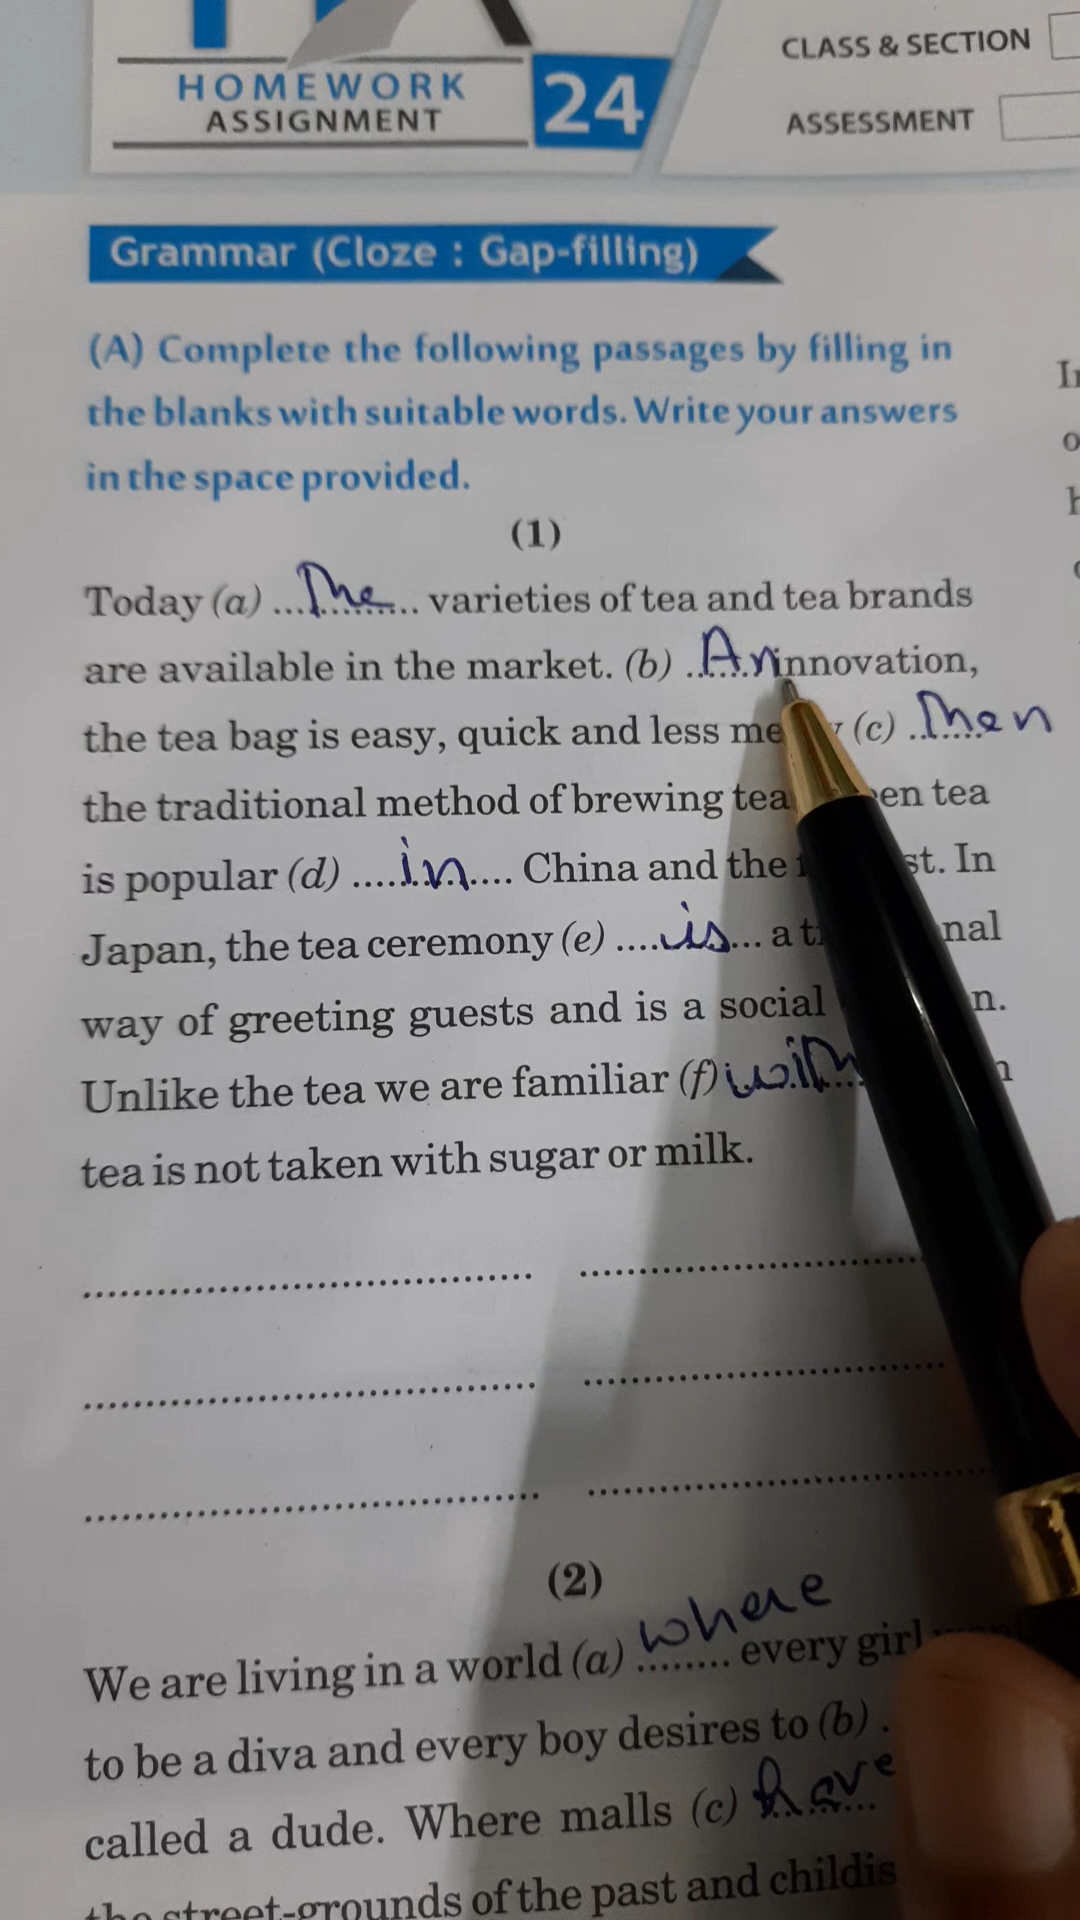 HOMEWORK
ASSIGNMENT
24
CLASS & SECTION
ASSESSMENT
Grammar (Cloze : Gap-filling)
(A) Complete the following passages by filling in
the blanks with suitable words. Write your answers
in the space provided.
(1)
Today (a) ...The... varieties of tea and tea brands
are available in the market. (b) ...An innovation,
the tea bag is easy, quick and less (c) ...Then
the traditional method of brewing tea tea
is popular (d) ...in... China and the In
Japan, the tea ceremony (e) ...is... a
way of greeting guests and is a social
Unlike the tea we are familiar (f) with
tea is not taken with sugar or milk.
(2)
We are living in a world (a) where every girl
to be a diva and every boy desires to (b) .
called a dude. Where malls (c) have
the street-grounds of the past and